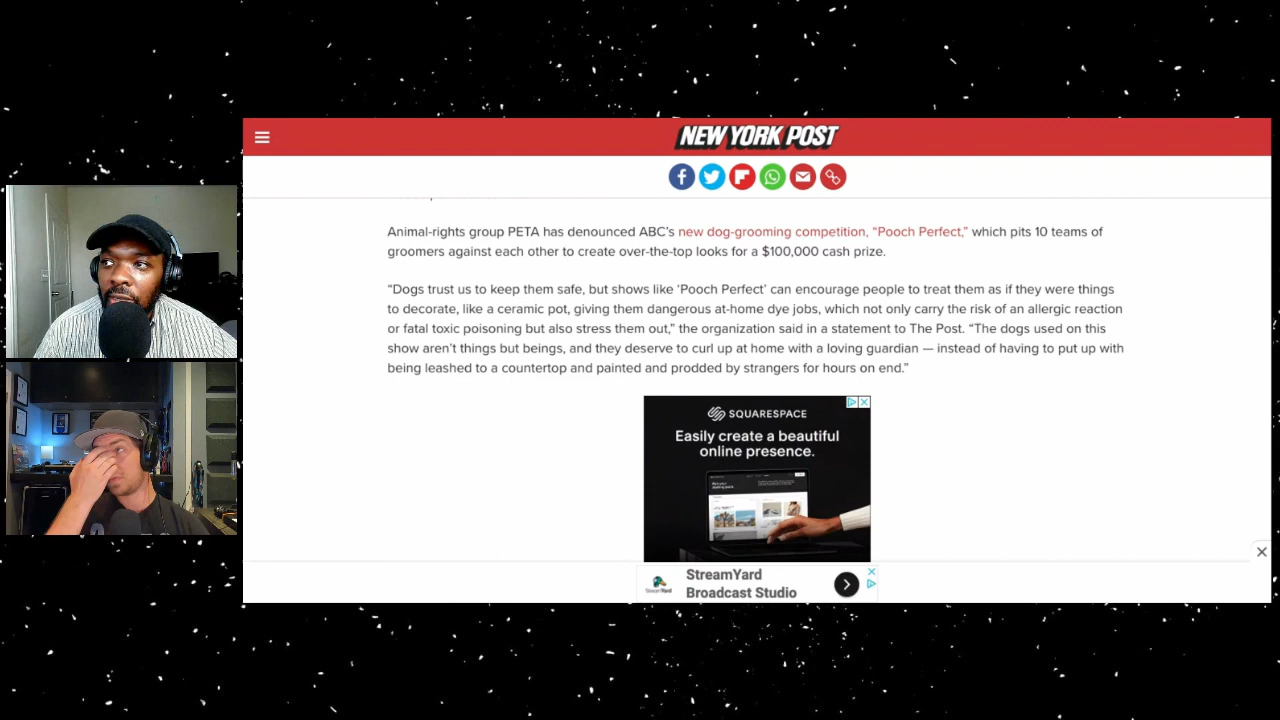 NEW YORK POST
Animal-rights group PETA has denounced ABC's new dog-grooming competition, “Pooch Perfect,” which pits 10 teams of
groomers against each other to create over-the-top looks for a $100,000 cash prize.
“Dogs trust us to keep them safe, but shows like ‘Pooch Perfect’ can encourage people to treat them as if they were things
to decorate, like a ceramic pot, giving them dangerous at-home dye jobs, which not only carry the risk of an allergic reaction
or fatal toxic poisoning but also stress them out,” the organization said in a statement to The Post. “The dogs used on this
show aren’t things but beings, and they deserve to curl up at home with a loving guardian — instead of having to put up with
being leashed to a countertop and painted and prodded by strangers for hours on end.”
SQUARESPACE
Easily create a beautiful
online presence.
StreamYard
Broadcast Studio